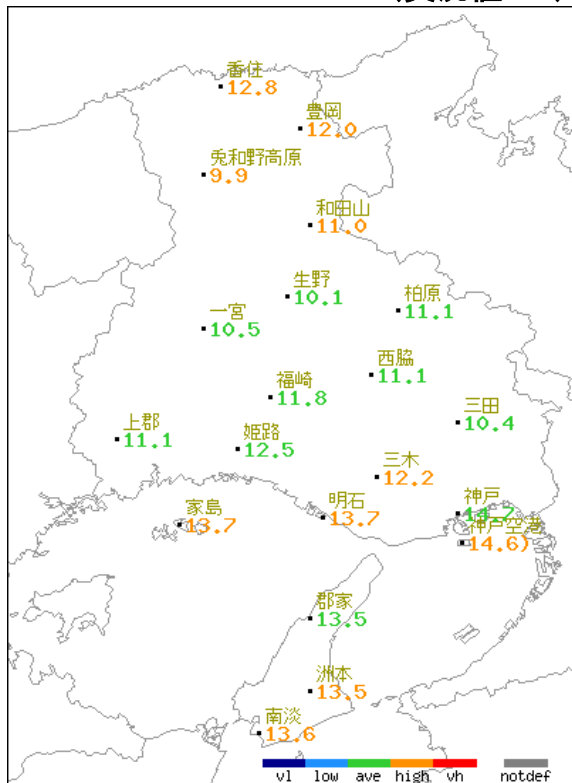 香住
12.8
豊岡
12.0
兎和野高原
9.9
和田山
11.0
生野
10.1
柏原
11.1
一宮
10.5
西脇
11.1
福崎
11.8
三田
10.4
上郡
11.1
姫路
12.5
三木
12.2
神戸
14.7
家島
13.7
明石
13.7
神戸空港
14.6)
郡家
13.5
洲本
13.5
南淡
13.6
vl low ave high vh notdef